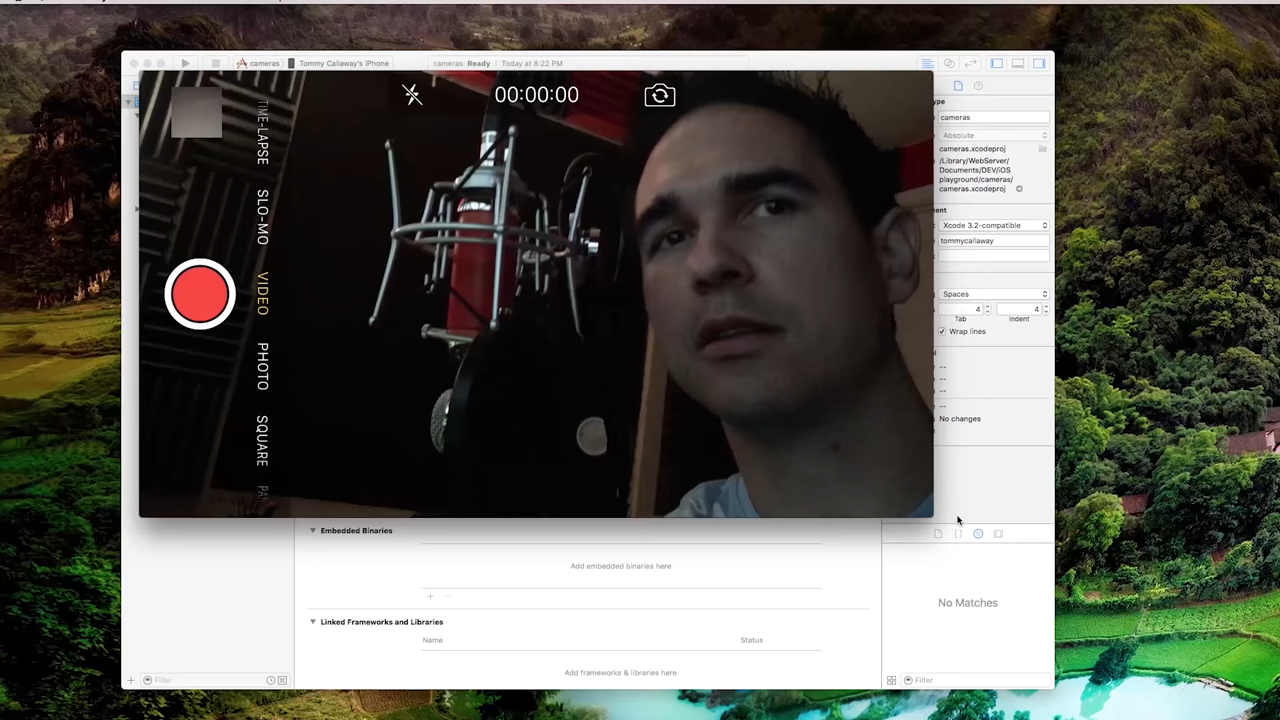 cameras
Tommy Callaway's iPhone
cameras: Ready | Today at 8:22 PM
00:00:00
TIME-LAPSE
SLO-MO
VIDEO
PHOTO
SQUARE
cameras
Absolute
cameras.xcodeproj
/Library/WebServer/
Documents/DEV/iOS
playground/cameras/
cameras.xcodeproj
Xcode 3.2-compatible
tommycallaway
Spaces
4
4
Tab
Indent
Wrap lines
--
--
--
--
No changes
Embedded Binaries
Add embedded binaries here
Linked Frameworks and Libraries
Name
Status
Add frameworks & libraries here
No Matches
Filter
Filter